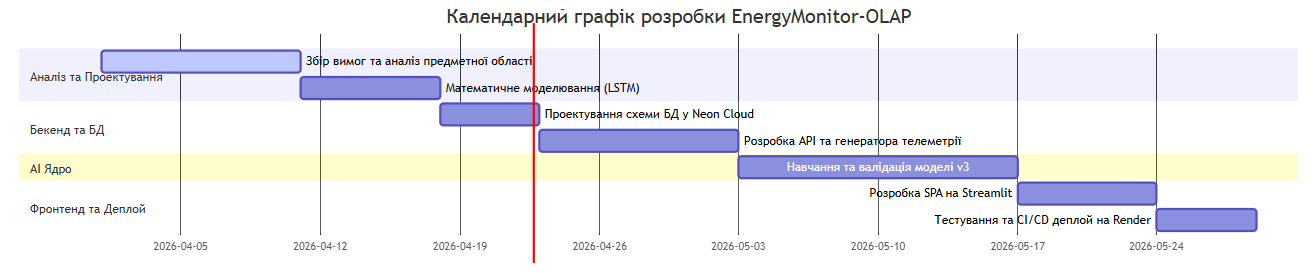 Календарний графік розробки EnergyMonitor-OLAP
Аналіз та Проектування
Збір вимог та аналіз предметної області
Математичне моделювання (LSTM)
Бекенд та БД
Проектування схеми БД у Neon Cloud
Розробка API та генератора телеметрії
AI Ядро
Навчання та валідація моделі v3
Фронтенд та Деплой
Розробка SPA на Streamlit
Тестування та CI/CD деплой на Render
2026-04-05 2026-04-12 2026-04-19 2026-04-26 2026-05-03 2026-05-10 2026-05-17 2026-05-24